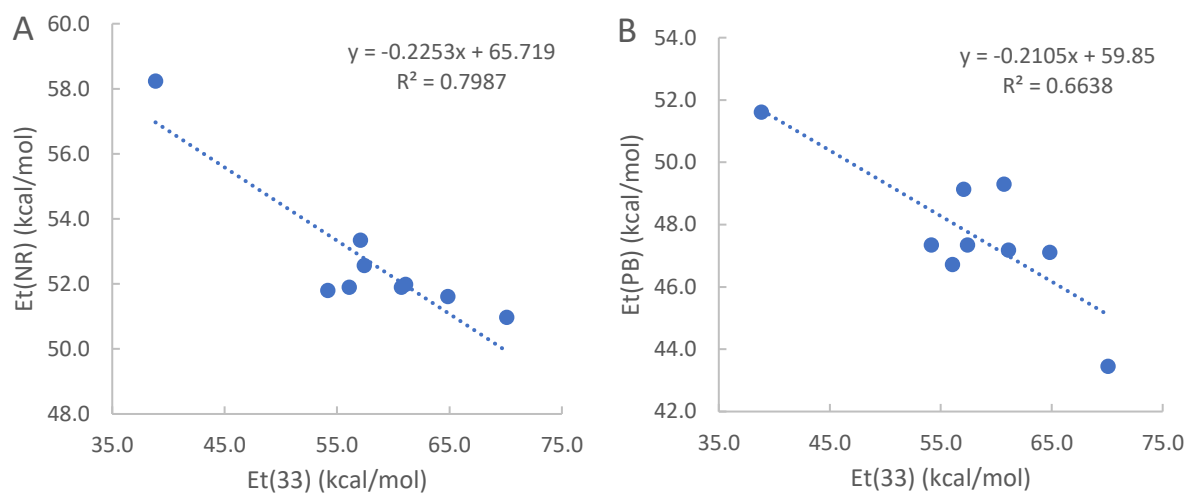 A
y = -0.2253x + 65.719
R² = 0.7987
Et(NR) (kcal/mol)
60.0
58.0
56.0
54.0
52.0
50.0
48.0
35.0 45.0 55.0 65.0 75.0
Et(33) (kcal/mol)
B
y = -0.2105x + 59.85
R² = 0.6638
Et(PB) (kcal/mol)
54.0
52.0
50.0
48.0
46.0
44.0
42.0
35.0 45.0 55.0 65.0 75.0
Et(33) (kcal/mol)